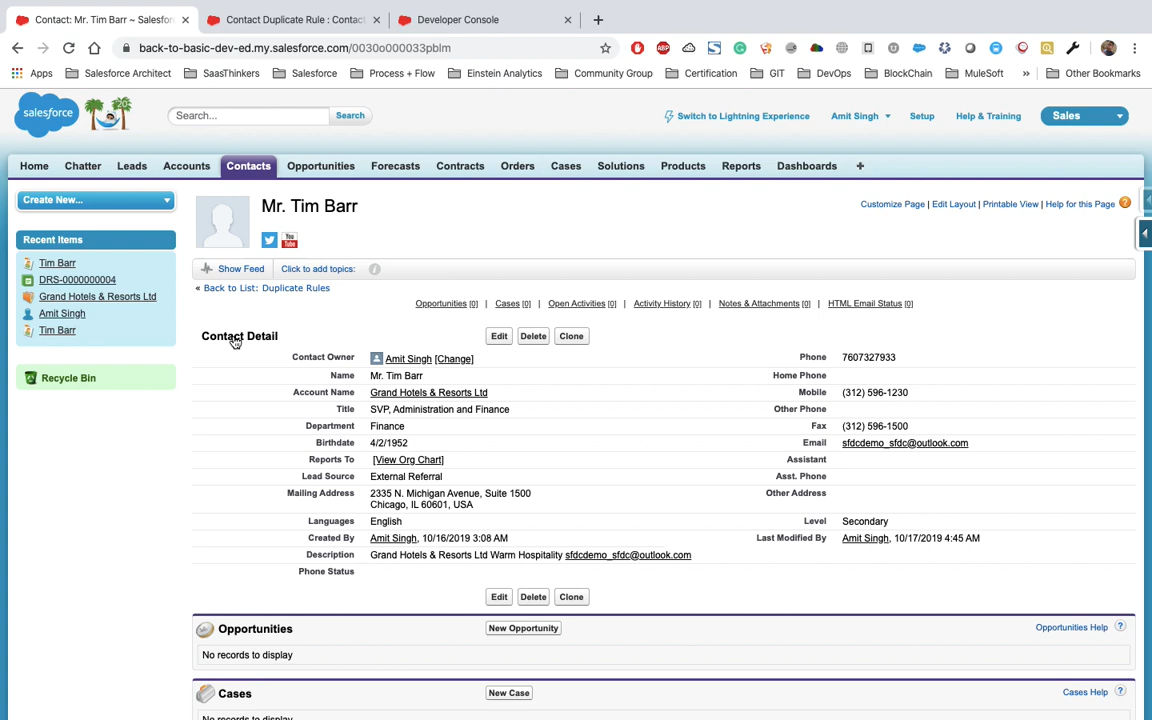 Contact: Mr. Tim Barr ~ Salesfor
Contact Duplicate Rule : Contac
Developer Console
back-to-basic-dev-ed.my.salesforce.com/0030o000033pblm
Apps
Salesforce Architect
SaasThinkers
Salesforce
Process + Flow
Einstein Analytics
Community Group
Certification
GIT
DevOps
BlockChain
MuleSoft
»
Other Bookmarks
salesforce
Search...
Search
Switch to Lightning Experience
Amit Singh
Setup
Help & Training
Sales
Home
Chatter
Leads
Accounts
Contacts
Opportunities
Forecasts
Contracts
Orders
Cases
Solutions
Products
Reports
Dashboards
+
Create New...
Recent Items
Tim Barr
DRS-0000000004
Grand Hotels & Resorts Ltd
Amit Singh
Tim Barr
Recycle Bin
Mr. Tim Barr
You Tube
Customize Page | Edit Layout | Printable View | Help for this Page
Show Feed
Click to add topics:
« Back to List: Duplicate Rules
Opportunities [0] | Cases [0] | Open Activities [0] | Activity History [0] | Notes & Attachments [0] | HTML Email Status [0]
Contact Detail
Edit Delete Clone
Contact Owner Amit Singh [Change] Phone 7607327933
Name Mr. Tim Barr Home Phone
Account Name Grand Hotels & Resorts Ltd Mobile (312) 596-1230
Title SVP, Administration and Finance Other Phone
Department Finance Fax (312) 596-1500
Birthdate 4/2/1952 Email sfdcdemo_sfdc@outlook.com
Reports To [View Org Chart] Assistant
Lead Source External Referral Asst. Phone
Mailing Address 2335 N. Michigan Avenue, Suite 1500 Other Address
Chicago, IL 60601, USA
Languages English Level Secondary
Created By Amit Singh, 10/16/2019 3:08 AM Last Modified By Amit Singh, 10/17/2019 4:45 AM
Description Grand Hotels & Resorts Ltd Warm Hospitality sfdcdemo_sfdc@outlook.com
Phone Status
Edit Delete Clone
Opportunities
New Opportunity
Opportunities Help ?
No records to display
Cases
New Case
Cases Help ?
No records to display